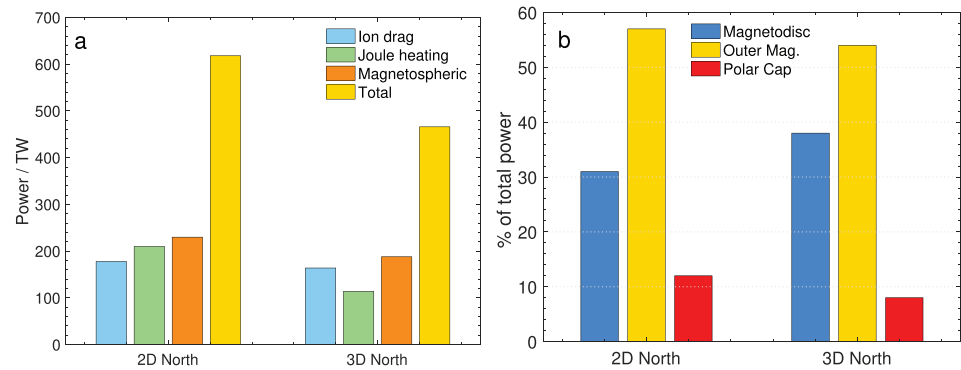 a
Ion drag
Joule heating
Magnetospheric
Total
Power / TW
700
600
500
400
300
200
100
0
2D North
3D North
b
Magnetodisc
Outer Mag.
Polar Cap
% of total power
60
50
40
30
20
10
0
2D North
3D North